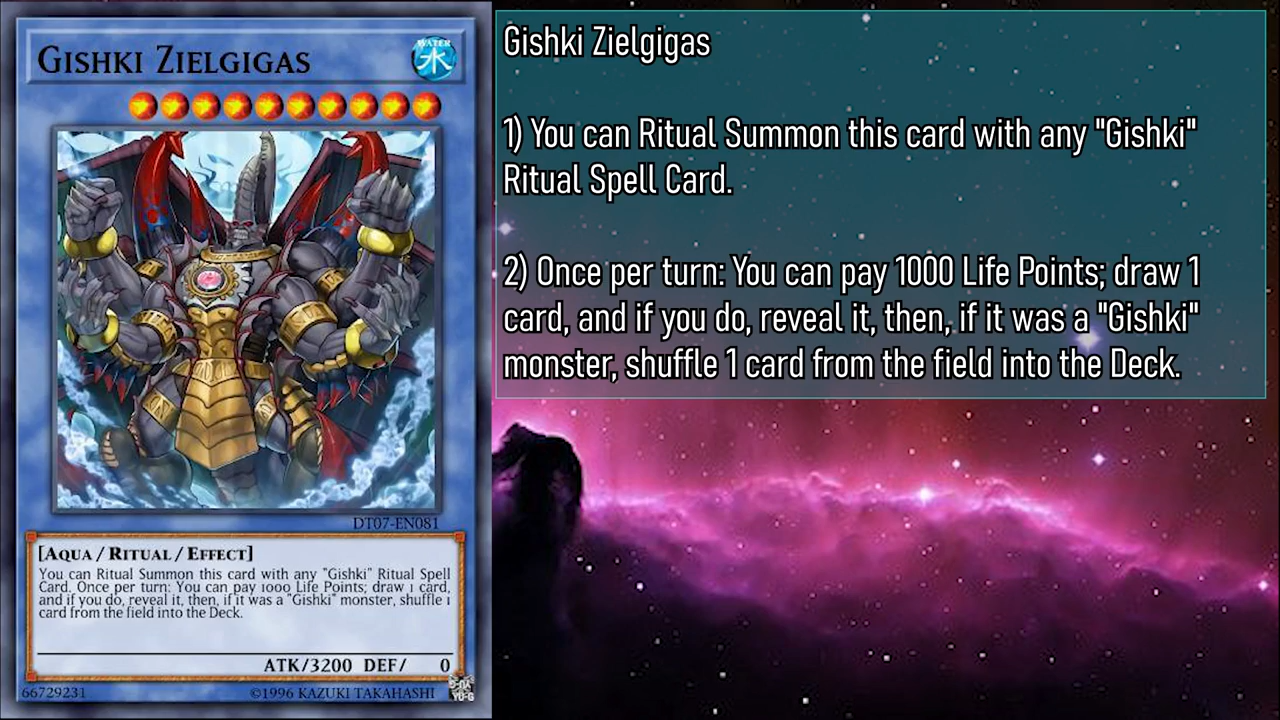 GISHKI ZIELGIGAS
WATER
水
DT07-EN081
[AQUA / RITUAL / EFFECT]
You can Ritual Summon this card with any "Gishki" Ritual Spell
Card. Once per turn: You can pay 1000 Life Points; draw 1 card,
and if you do, reveal it, then, if it was a "Gishki" monster, shuffle 1
card from the field into the Deck.
ATK/3200 DEF/ 0
66729231
©1996 KAZUKI TAKAHASHI
Gishki Zielgigas
1) You can Ritual Summon this card with any "Gishki"
Ritual Spell Card.
2) Once per turn: You can pay 1000 Life Points; draw 1
card, and if you do, reveal it, then, if it was a "Gishki"
monster, shuffle 1 card from the field into the Deck.